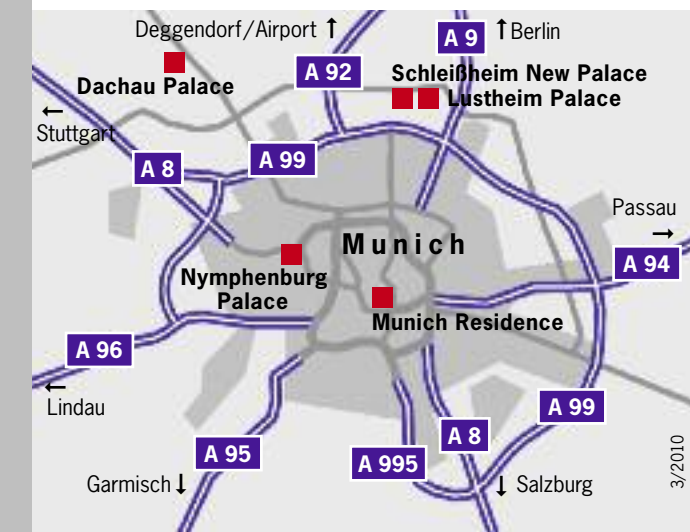 Deggendorf/Airport ↑
A 9
↑ Berlin
A 92
Dachau Palace
Schleißheim New Palace
Lustheim Palace
←
Stuttgart
A 8
A 99
Passau
→
Munich
A 94
Nymphenburg
Palace
Munich Residence
A 96
←
Lindau
A 99
A 8
A 95
A 995
Garmisch ↓
↓ Salzburg
3/2010